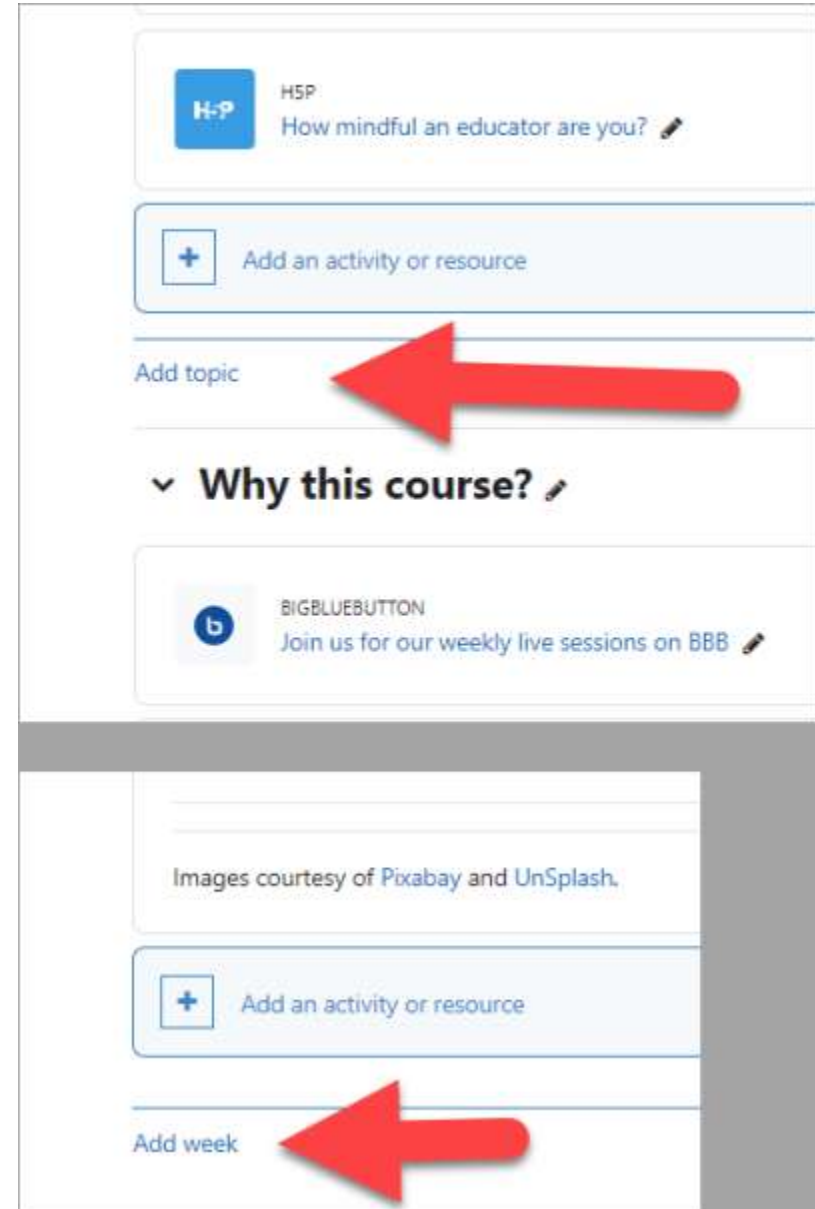 H5P
H5P
How mindful an educator are you?
+ Add an activity or resource
Add topic
Why this course?
b
BIGBLUEBUTTON
Join us for our weekly live sessions on BBB
Images courtesy of Pixabay and UnSplash.
+ Add an activity or resource
Add week